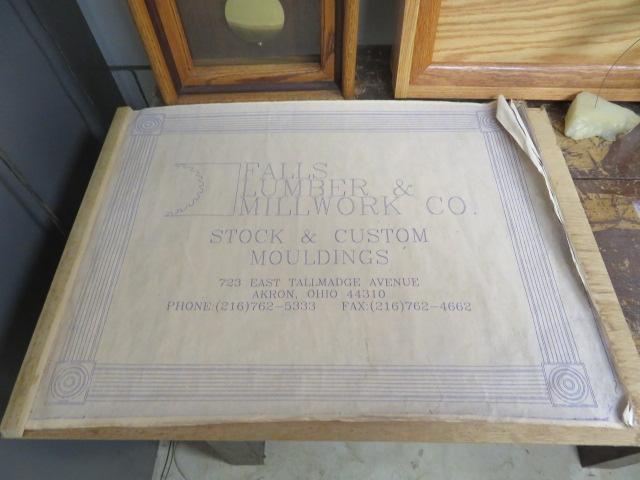 FALLS
LUMBER &
MILLWORK CO.
STOCK & CUSTOM
MOULDINGS
723 EAST TALLMADGE AVENUE
AKRON, OHIO 44310
PHONE:(216)762-5333 FAX:(216)762-4662